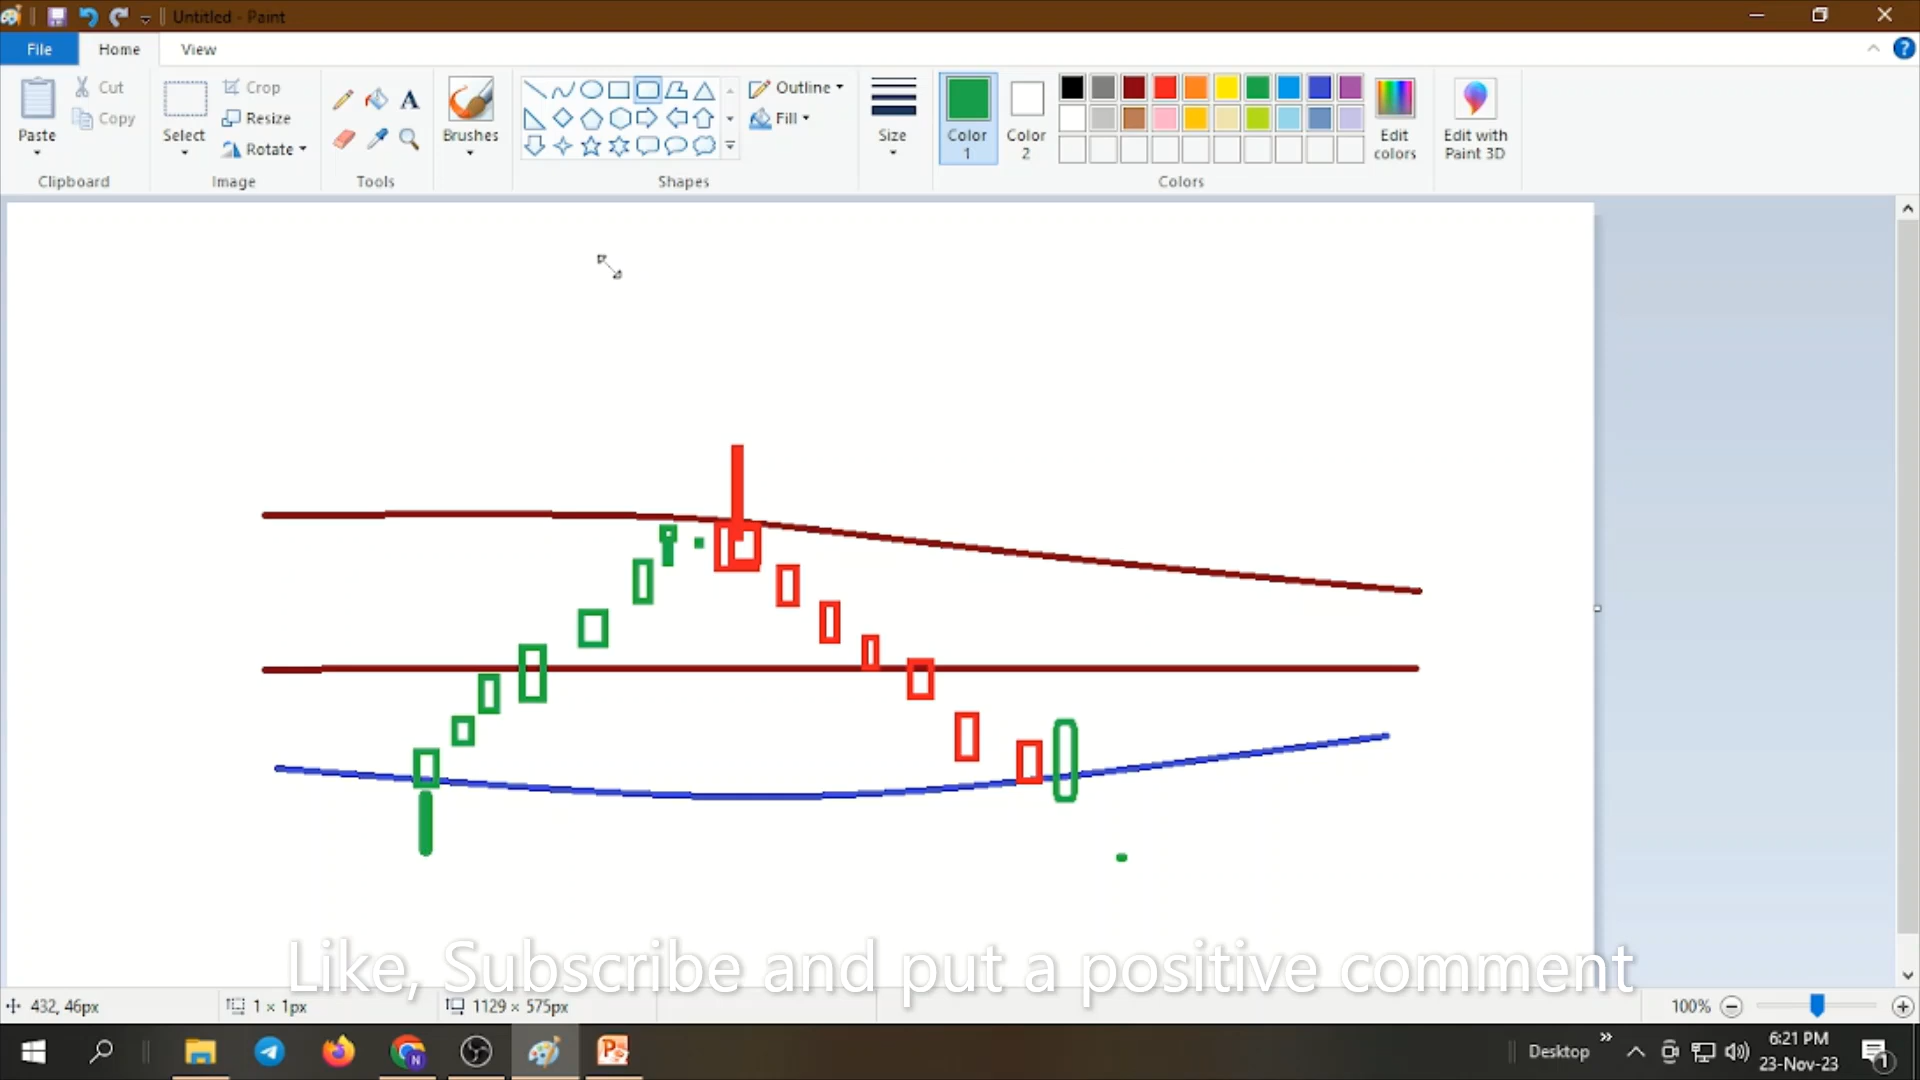 Untitled - Paint
File Home View
Paste
Cut
Copy
Clipboard
Select
Crop
Resize
Rotate
Image
A
Tools
Brushes
Shapes
Outline
Fill
Size
Color 1
Color 2
Colors
Edit colors
Edit with Paint 3D
Like, Subscribe and put a positive comment
432, 46px
1 × 1px
1129 × 575px
100%
N
Desktop
6:21 PM
23-Nov-23
1